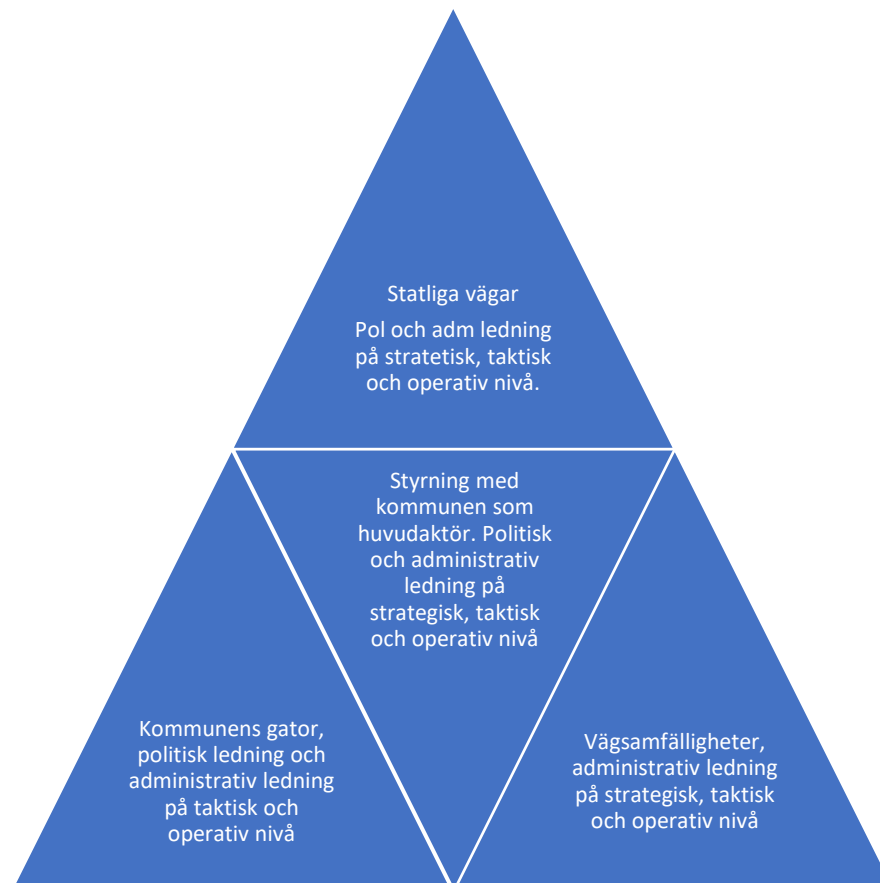 Statliga vägar
Pol och adm ledning
på stratetisk, taktisk
och operativ nivå.
Styrning med
kommunen som
huvudaktör. Politisk
och administrativ
ledning på
strategisk, taktisk
och operativ nivå
Kommunens gator,
politisk ledning och
administrativ ledning
på taktisk och
operativ nivå
Vägsamfälligheter,
administrativ ledning
på strategisk, taktisk
och operativ nivå